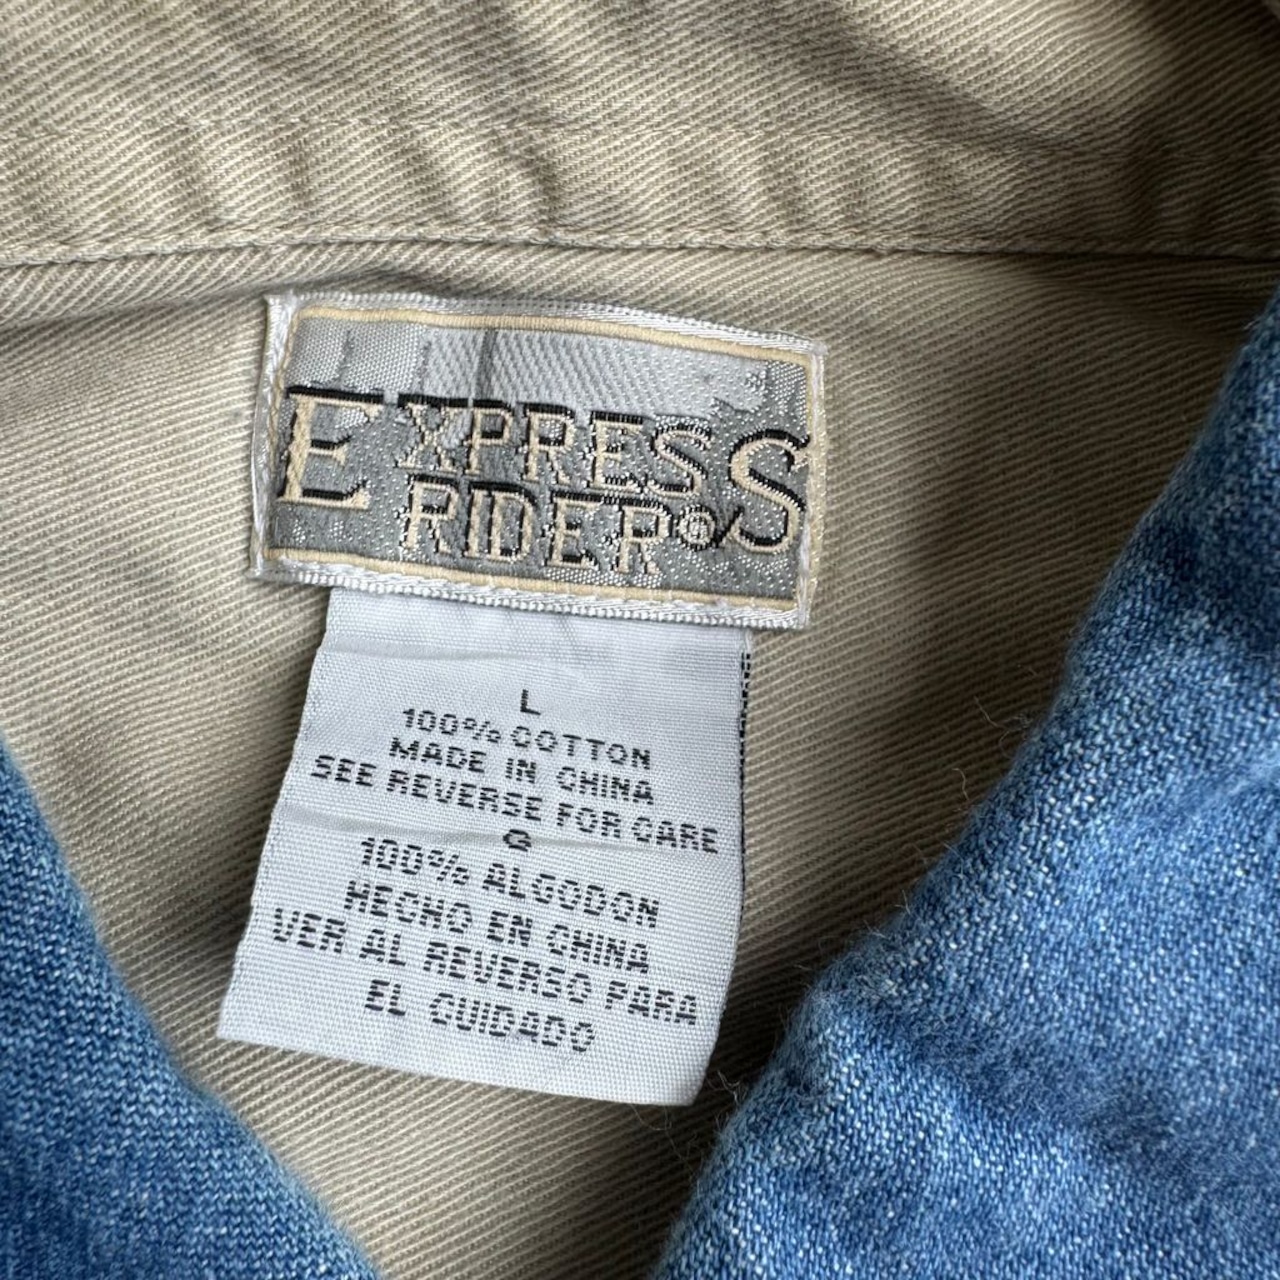 EXPRESS
RIDER®
L
100% COTTON
MADE IN CHINA
SEE REVERSE FOR CARE
G
100% ALGODON
HECHO EN CHINA
VER AL REVERSO PARA
EL CUIDADO